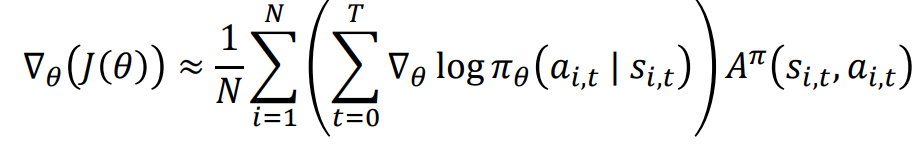 ∇θ(J(θ)) ≈ 1/N ∑_{i=1}^{N} (∑_{t=0}^{T} ∇θ log πθ(a_{i,t} | s_{i,t})) A^π(s_{i,t}, a_{i,t})